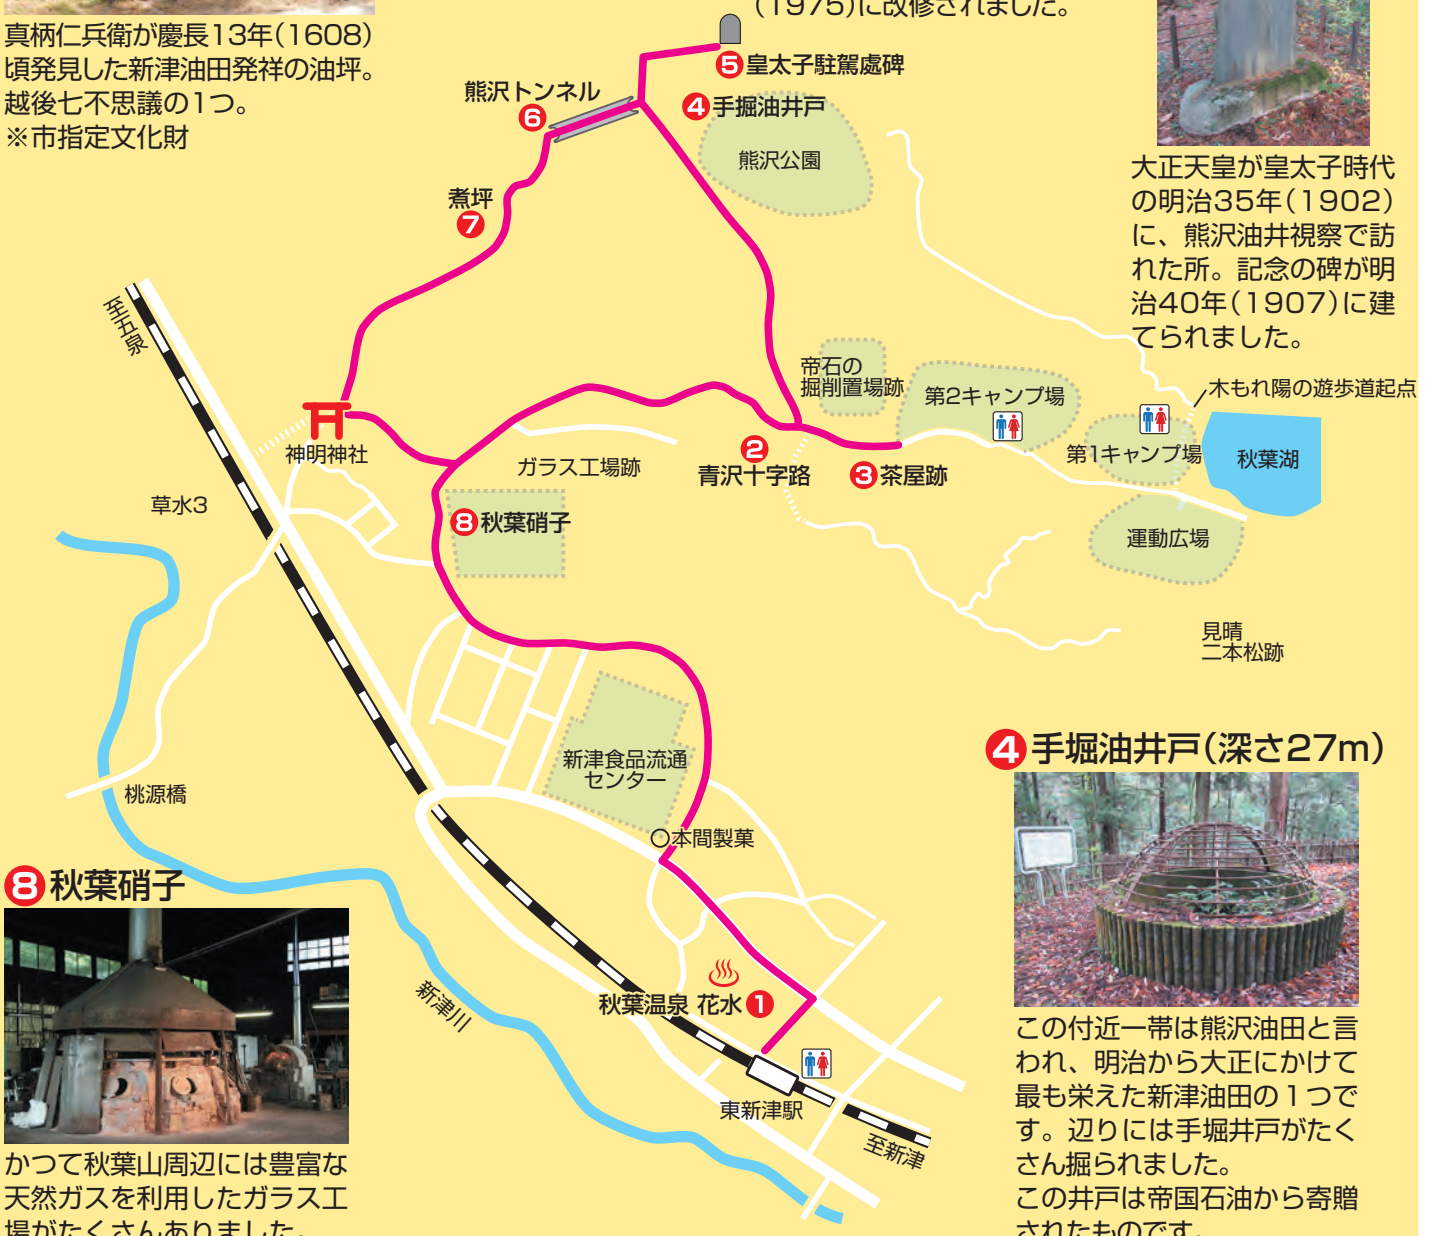 (1975)に改修されました。
真柄仁兵衛が慶長13年(1608)
頃発見した新津油田発祥の油坪。
越後七不思議の1つ。
※市指定文化財
5 皇太子駐駕處碑
熊沢トンネル
6
4 手掘油井戸
熊沢公園
煮坪
7
大正天皇が皇太子時代
の明治35年(1902)
に、熊沢油井視察で訪
れた所。記念の碑が明
治40年(1907)に建
てられました。
至五泉
帝石の
掘削置場跡
第2キャンプ場
木もれ陽の遊歩道起点
第1キャンプ場
秋葉湖
神明神社
ガラス工場跡
2
青沢十字路
3 茶屋跡
草水3
8 秋葉硝子
運動広場
見晴
二本松跡
新津食品流通
センター
桃源橋
○本間製菓
4 手堀油井戸(深さ27m)
8 秋葉硝子
新津川
秋葉温泉 花水 1
東新津駅
至新津
この付近一帯は熊沢油田と言
われ、明治から大正にかけて
最も栄えた新津油田の1つで
す。辺りには手堀井戸がたく
さん掘られました。
この井戸は帝国石油から寄贈
されたものです。
かつて秋葉山周辺には豊富な
天然ガスを利用したガラス工
場がたくさんありました。